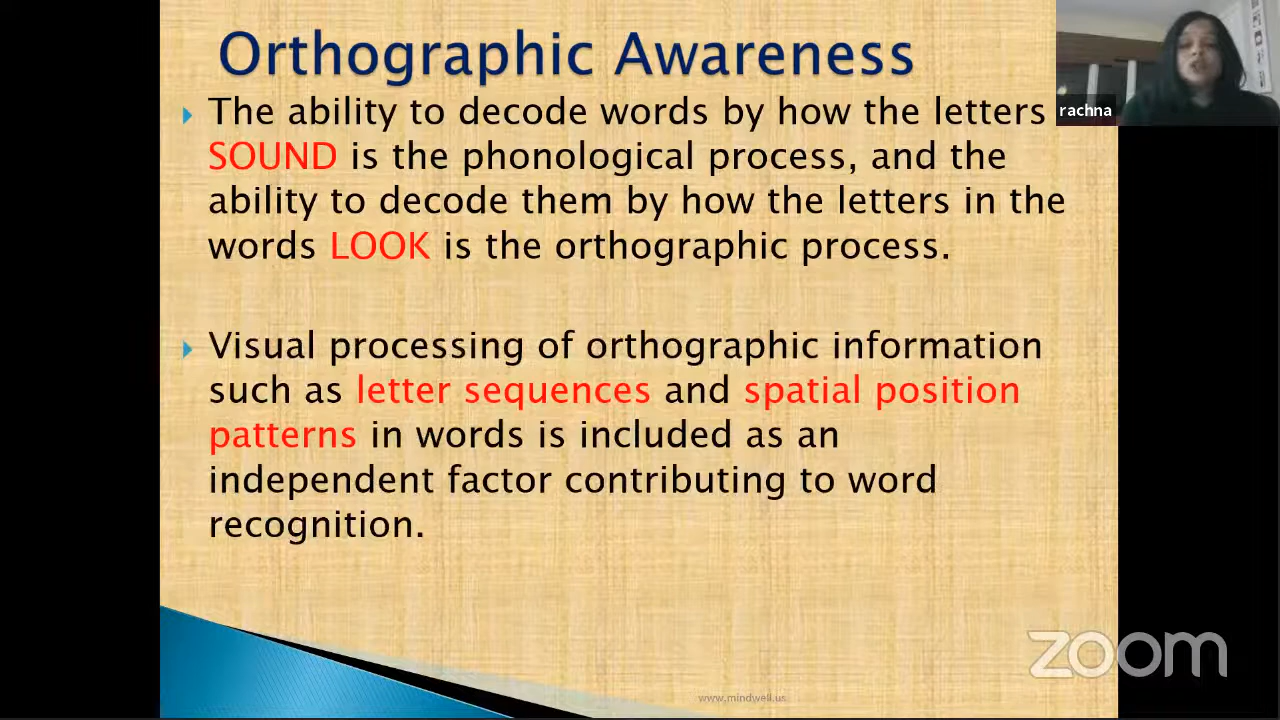 Orthographic Awareness
The ability to decode words by how the letters
SOUND is the phonological process, and the
ability to decode them by how the letters in the
words LOOK is the orthographic process.
Visual processing of orthographic information
such as letter sequences and spatial position
patterns in words is included as an
independent factor contributing to word
recognition.
rachna
zoom
www.mindwell.us